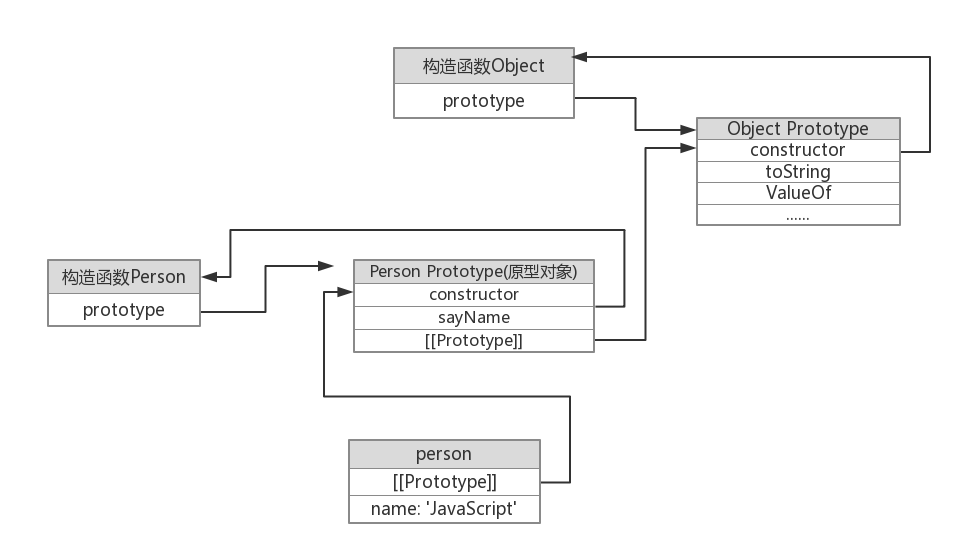 构造函数Object
prototype
Object Prototype
constructor
toString
ValueOf
......
构造函数Person
prototype
Person Prototype(原型对象)
constructor
sayName
[[Prototype]]
person
[[Prototype]]
name: 'JavaScript'